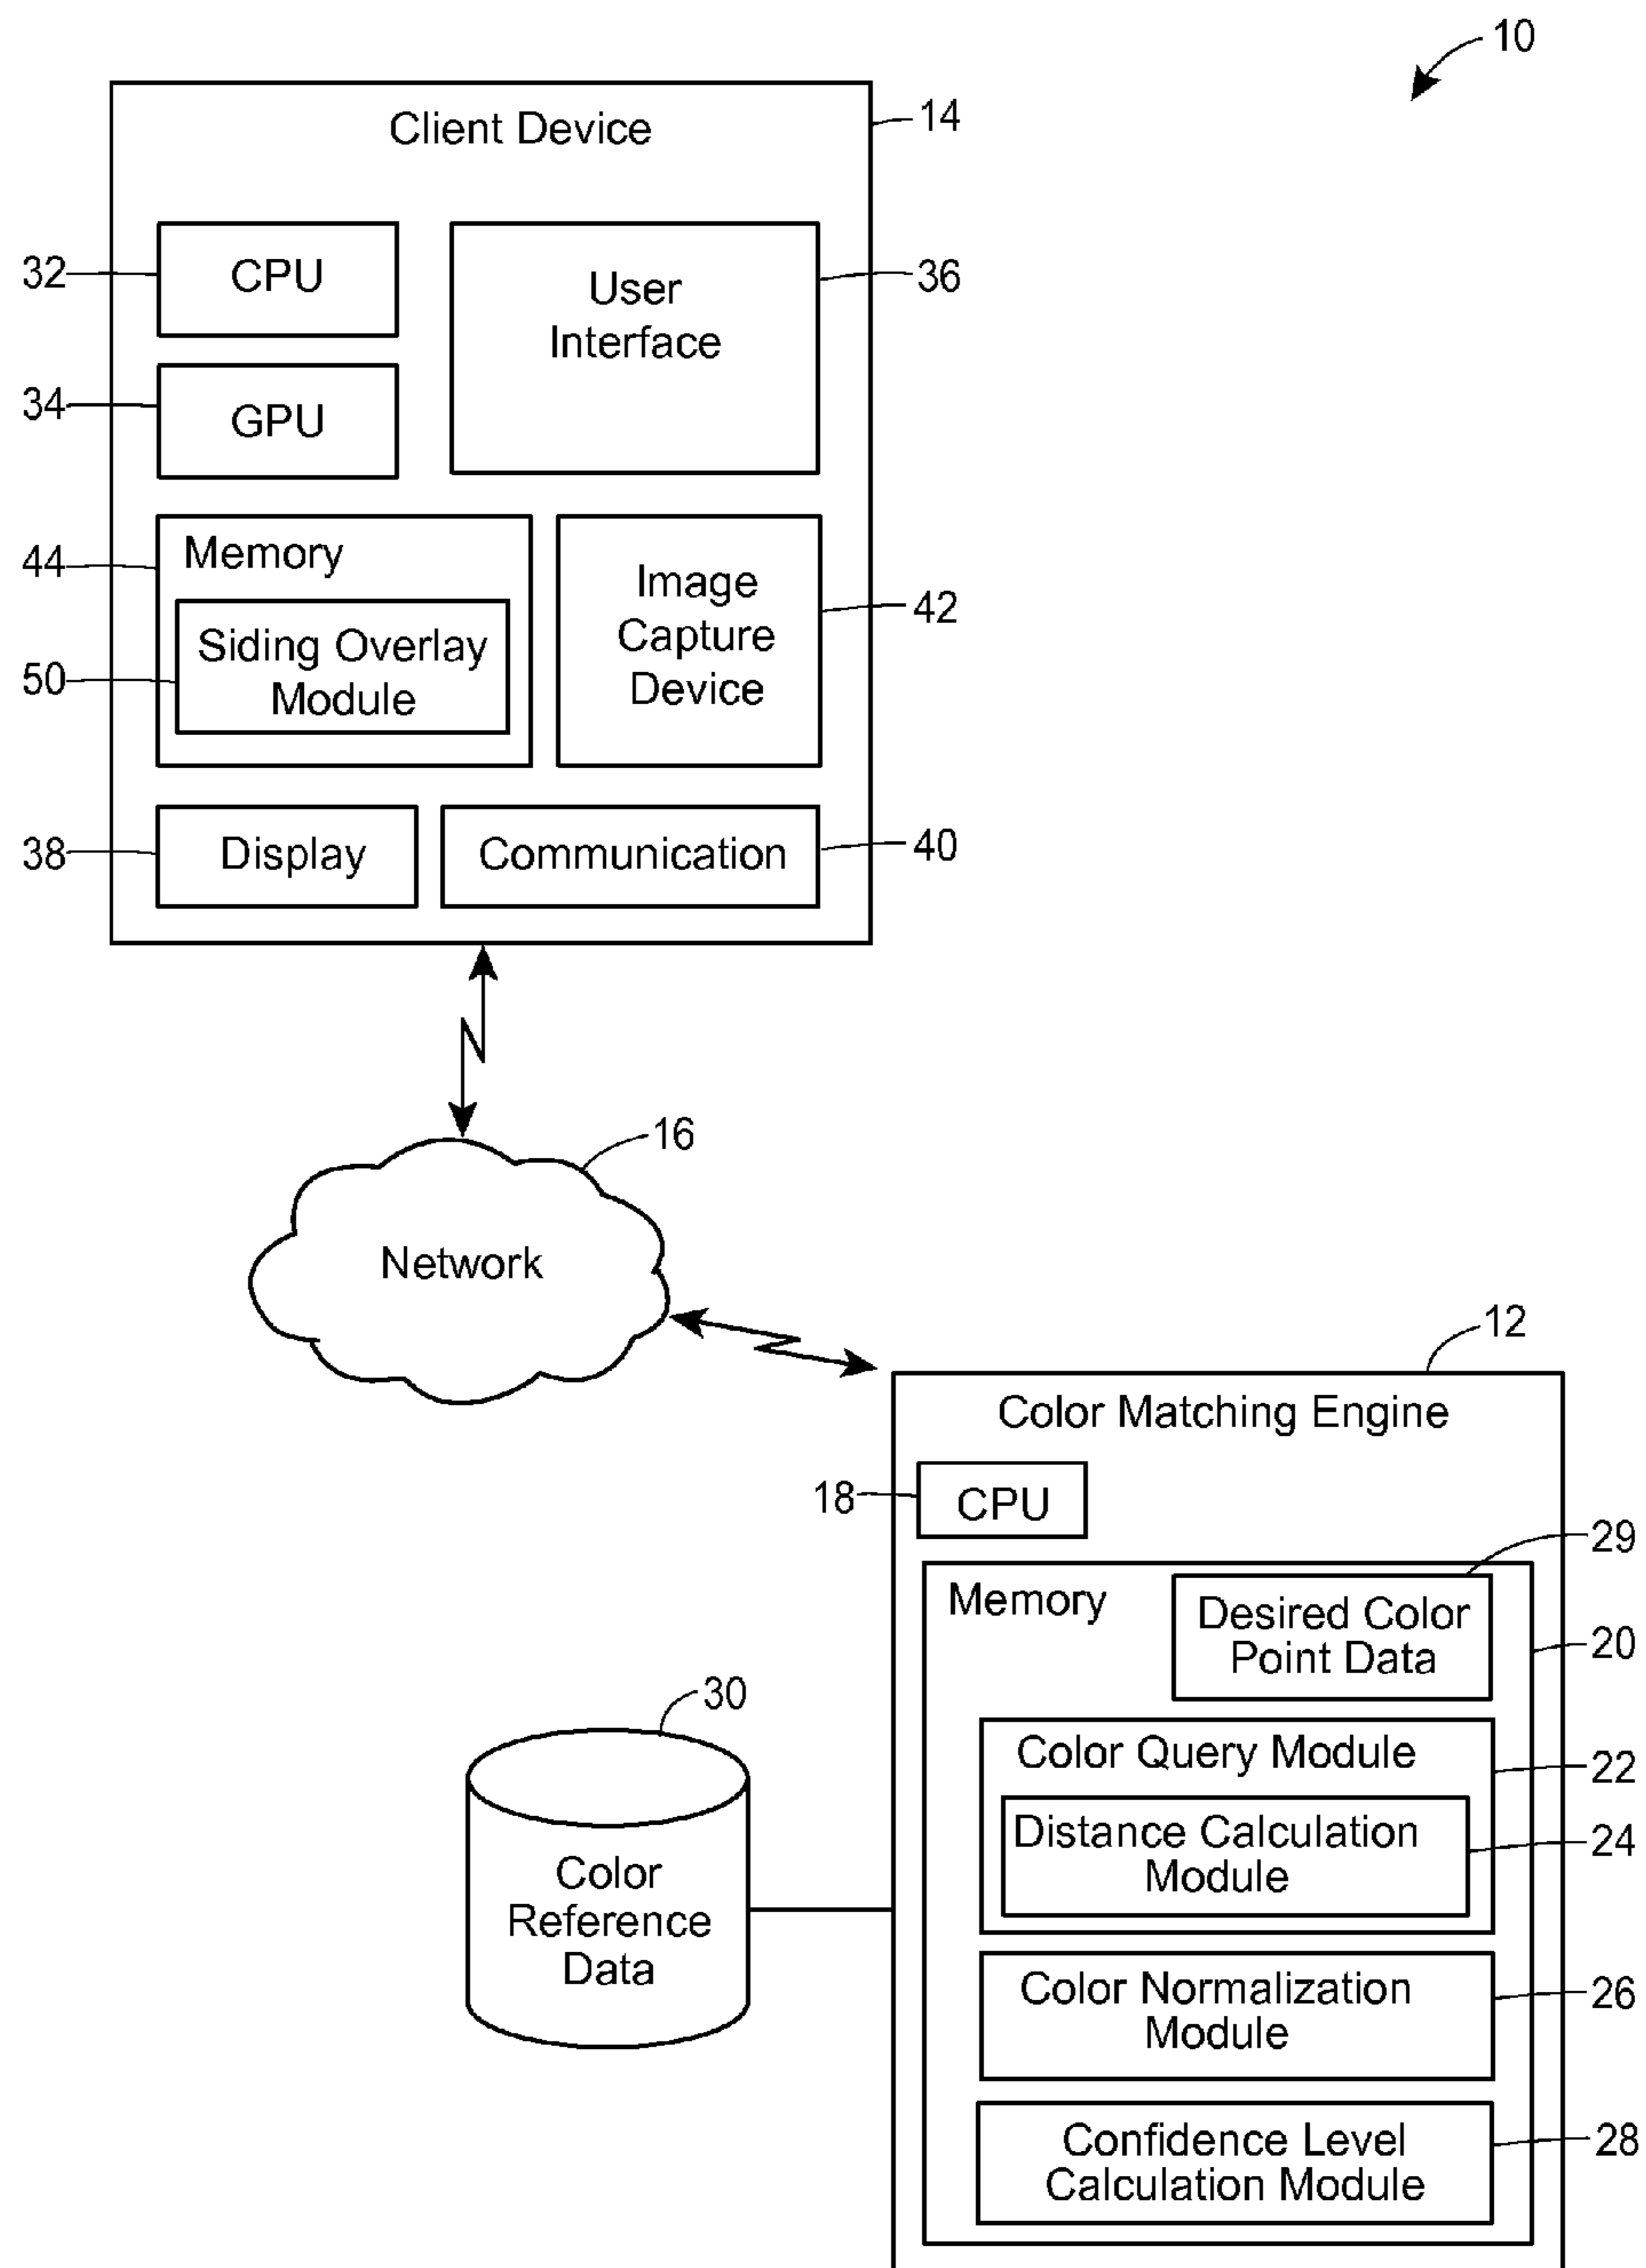 10
Client Device
14
32
CPU
User
Interface
36
34
GPU
44
Memory
Siding Overlay
Module
50
Image
Capture
Device
42
38
Display
Communication
40
16
Network
12
Color Matching Engine
18
CPU
29
Memory
Desired Color
Point Data
20
Color Query Module
22
Distance Calculation
Module
24
30
Color
Reference
Data
Color Normalization
Module
26
Confidence Level
Calculation Module
28